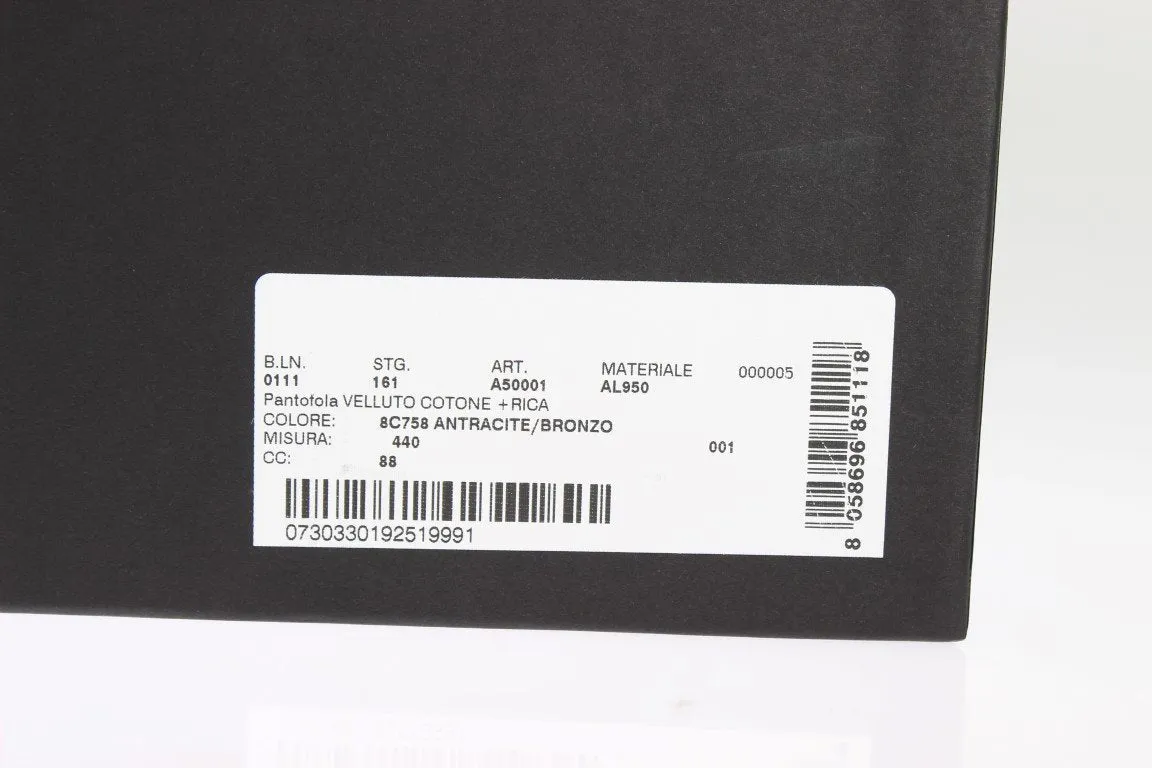 B.LN. STG. ART. MATERIALE 000005
0111 161 A50001 AL950
Pantofola VELLUTO COTONE +RICA
COLORE: 8C758 ANTRACITE/BRONZO
MISURA: 440 001
CC: 88
0730330192519991
8 058696 851118